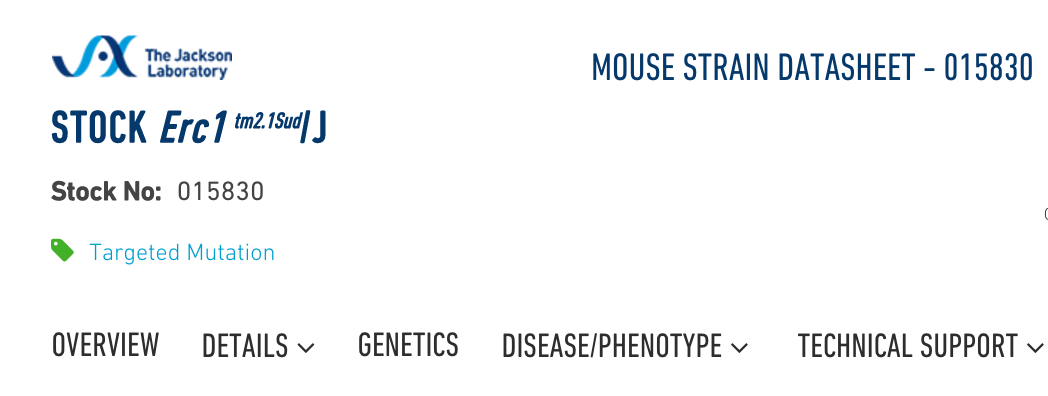 The Jackson
Laboratory
MOUSE STRAIN DATASHEET - 015830
STOCK Erc1 tm2.1Sud/J
Stock No: 015830
Targeted Mutation
OVERVIEW DETAILS GENETICS DISEASE/PHENOTYPE TECHNICAL SUPPORT